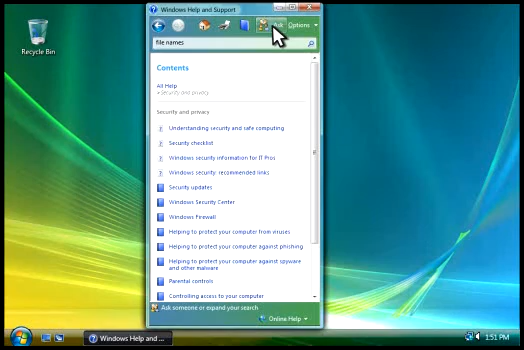 Windows Help and Support
Ask
Options
file names
Contents
All Help
Security and privacy
Security and privacy
Understanding security and safe computing
Security checklist
Windows security information for IT Pros
Windows security: recommended links
Security updates
Windows Security Center
Windows Firewall
Helping to protect your computer from viruses
Helping to protect your computer against phishing
Helping to protect your computer against spyware
and other malware
Parental controls
Controlling access to your computer
Ask someone or expand your search
Online Help
Recycle Bin
Windows Help and ...
1:51 PM